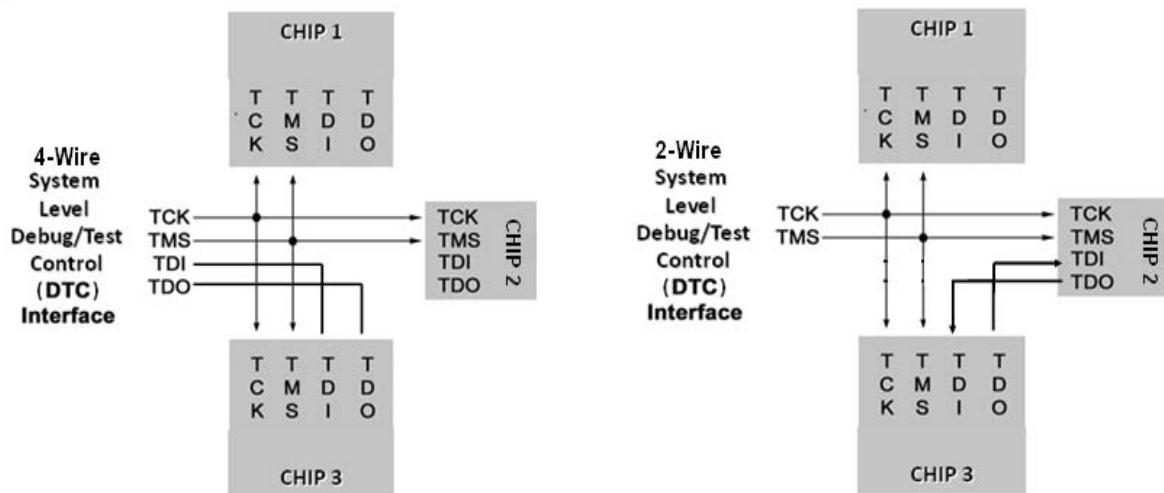 CHIP 1
T T T T
C M D D
K S I O
4-Wire
System
Level
Debug/Test
Control
(DTC)
Interface
TCK
TMS
TDI
TDO
TCK
TMS
TDI
TDO
CHIP 2
T T T T
C M D D
K S I O
CHIP 3
CHIP 1
T T T T
C M D D
K S I O
2-Wire
System
Level
Debug/Test
Control
(DTC)
Interface
TCK
TMS
TCK
TMS
TDI
TDO
CHIP 2
T T T T
C M D D
K S I O
CHIP 3